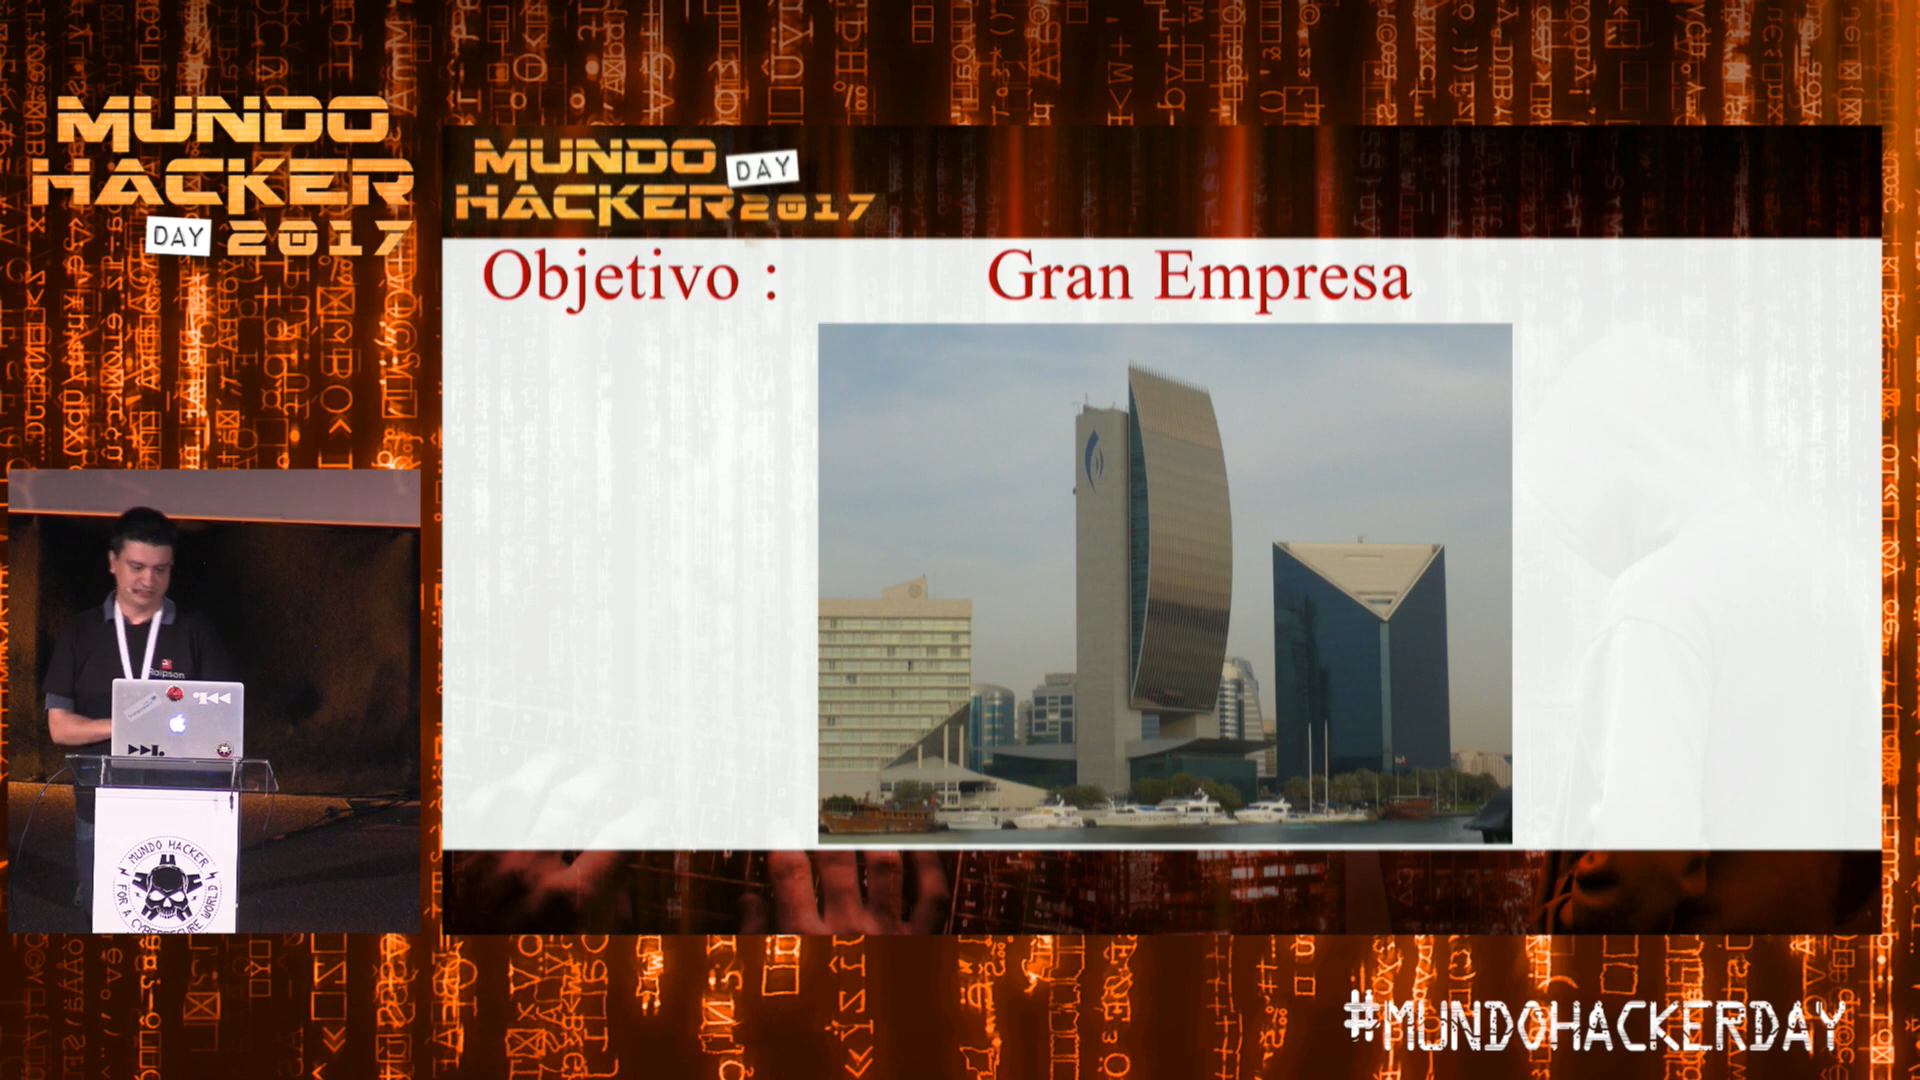 MUNDO
HACKER
DAY 2017
MUNDO
HACKER DAY 2017
Objetivo : Gran Empresa
MUNDO HACKER
FOR A CYBERSECURE WORLD
#MUNDOHACKERDAY